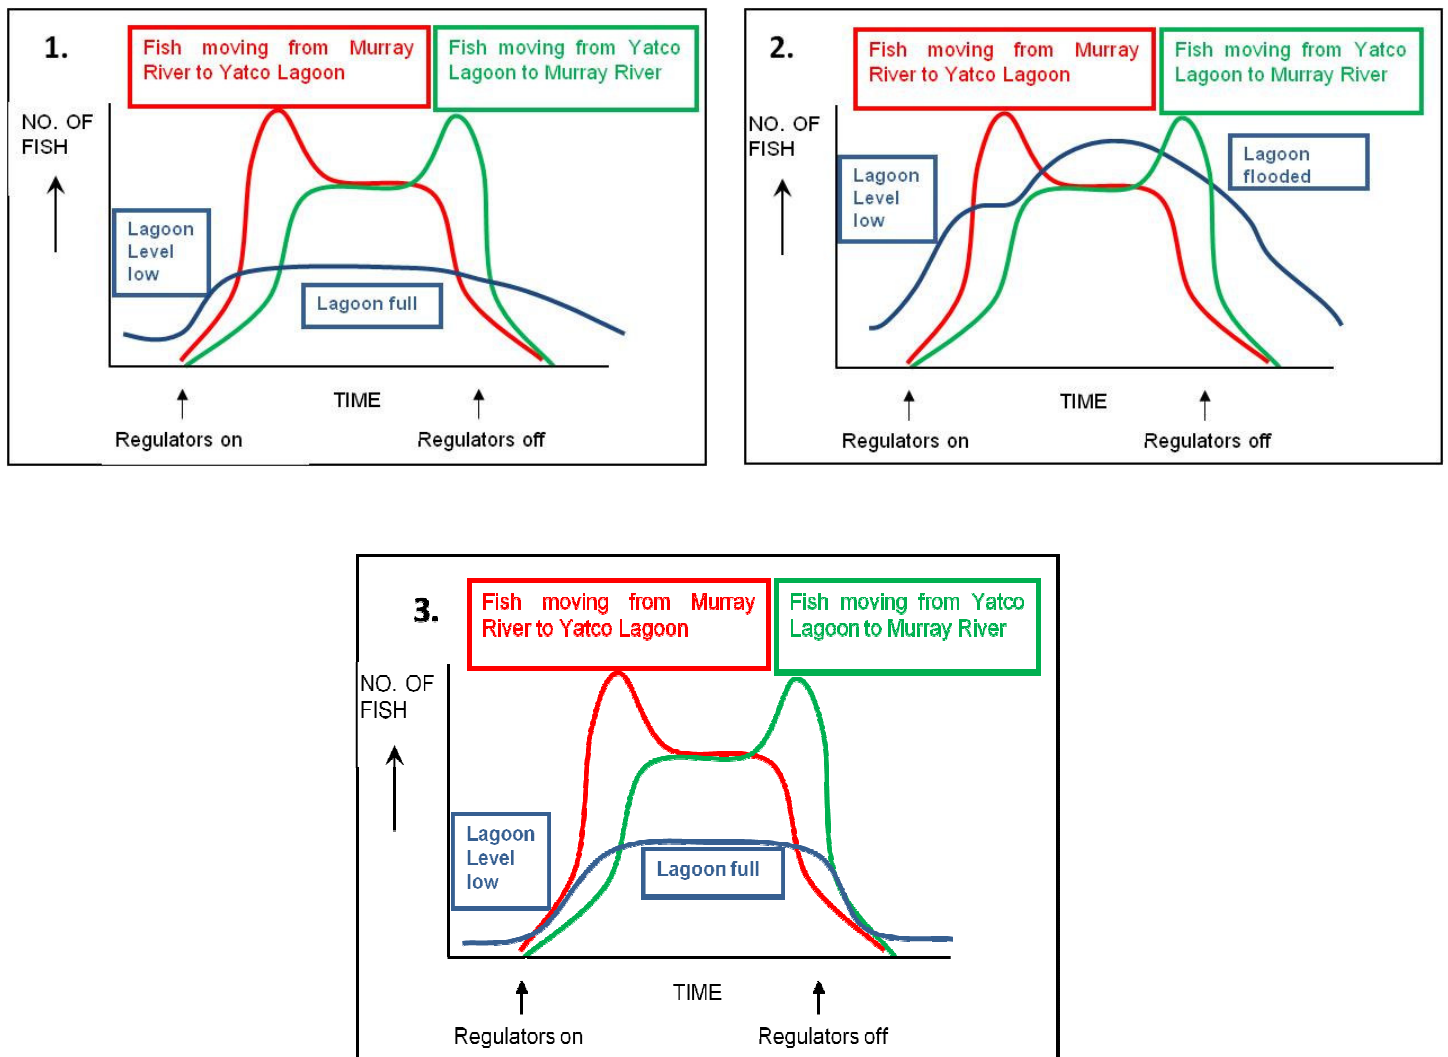 1.
Fish moving from Murray
River to Yatco Lagoon
Fish moving from Yatco
Lagoon to Murray River
NO. OF
FISH
Lagoon
Level
low
Lagoon full
TIME
Regulators on
Regulators off
2.
Fish moving from Murray
River to Yatco Lagoon
Fish moving from Yatco
Lagoon to Murray River
NO. OF
FISH
Lagoon
Level
low
Lagoon
flooded
TIME
Regulators on
Regulators off
3.
Fish moving from Murray
River to Yatco Lagoon
Fish moving from Yatco
Lagoon to Murray River
NO. OF
FISH
Lagoon
Level
low
Lagoon full
TIME
Regulators on
Regulators off